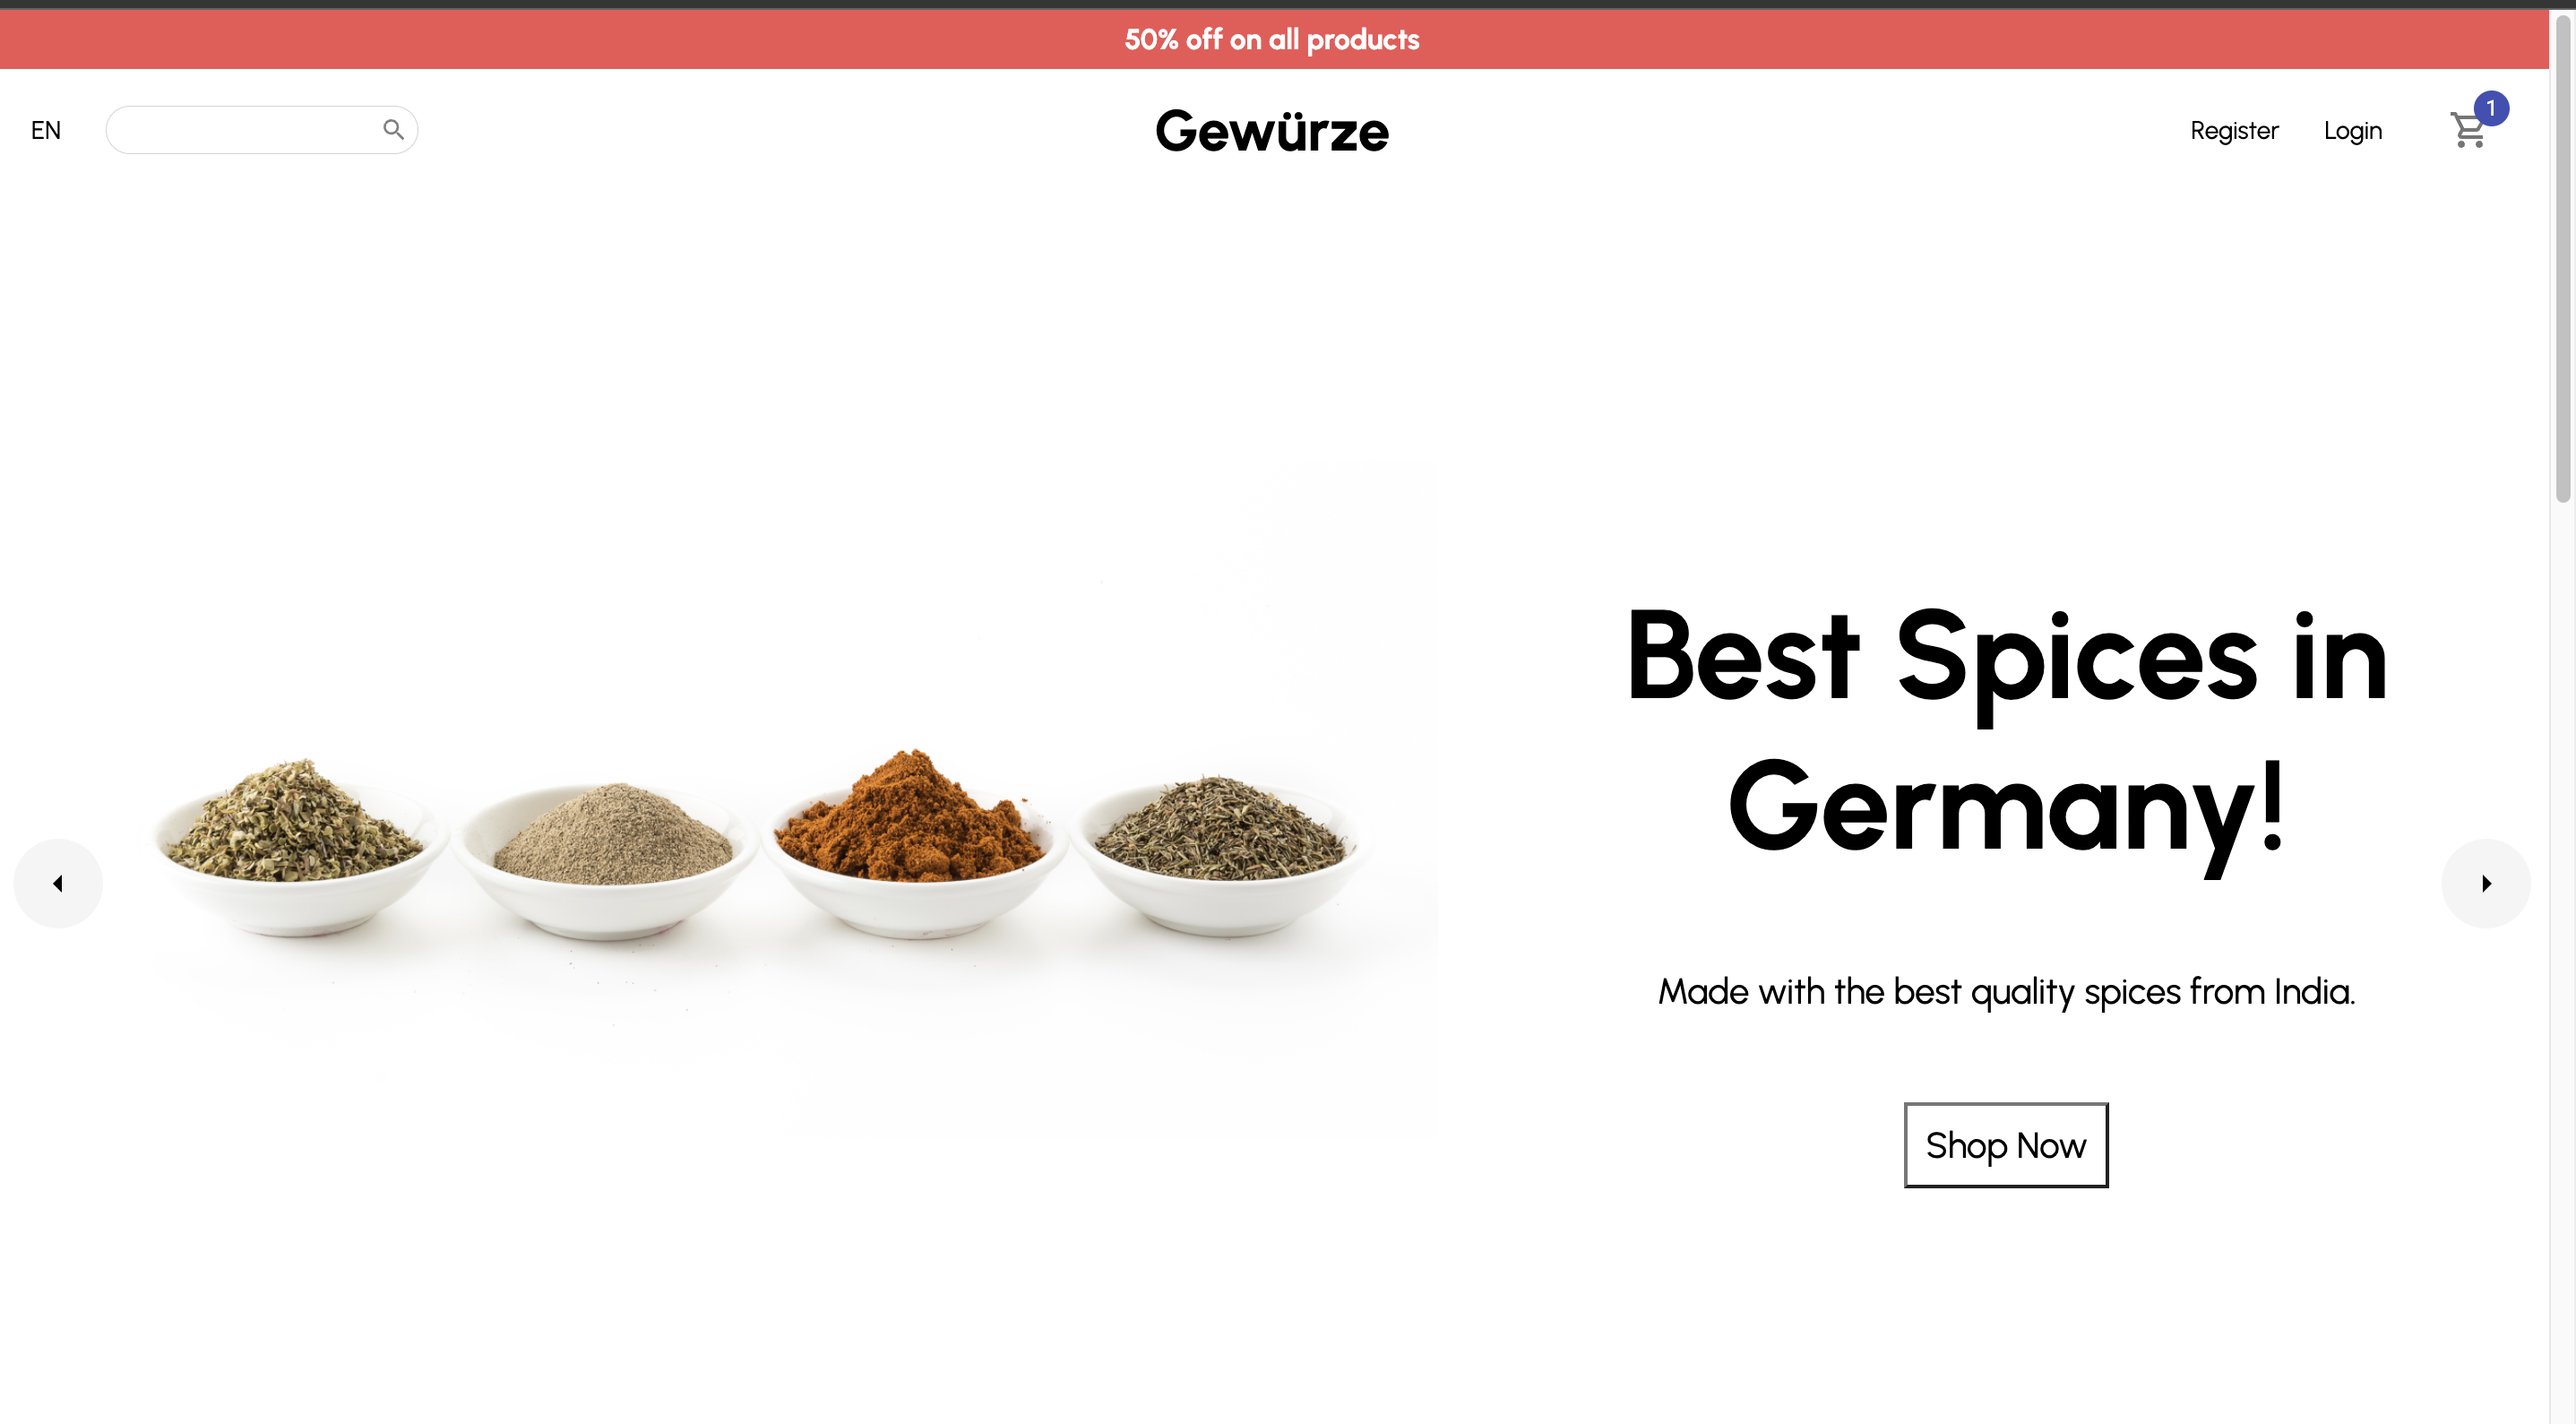 50% off on all products
EN
Gewürze
Register
Login
1
Best Spices in
Germany!
Made with the best quality spices from India.
Shop Now